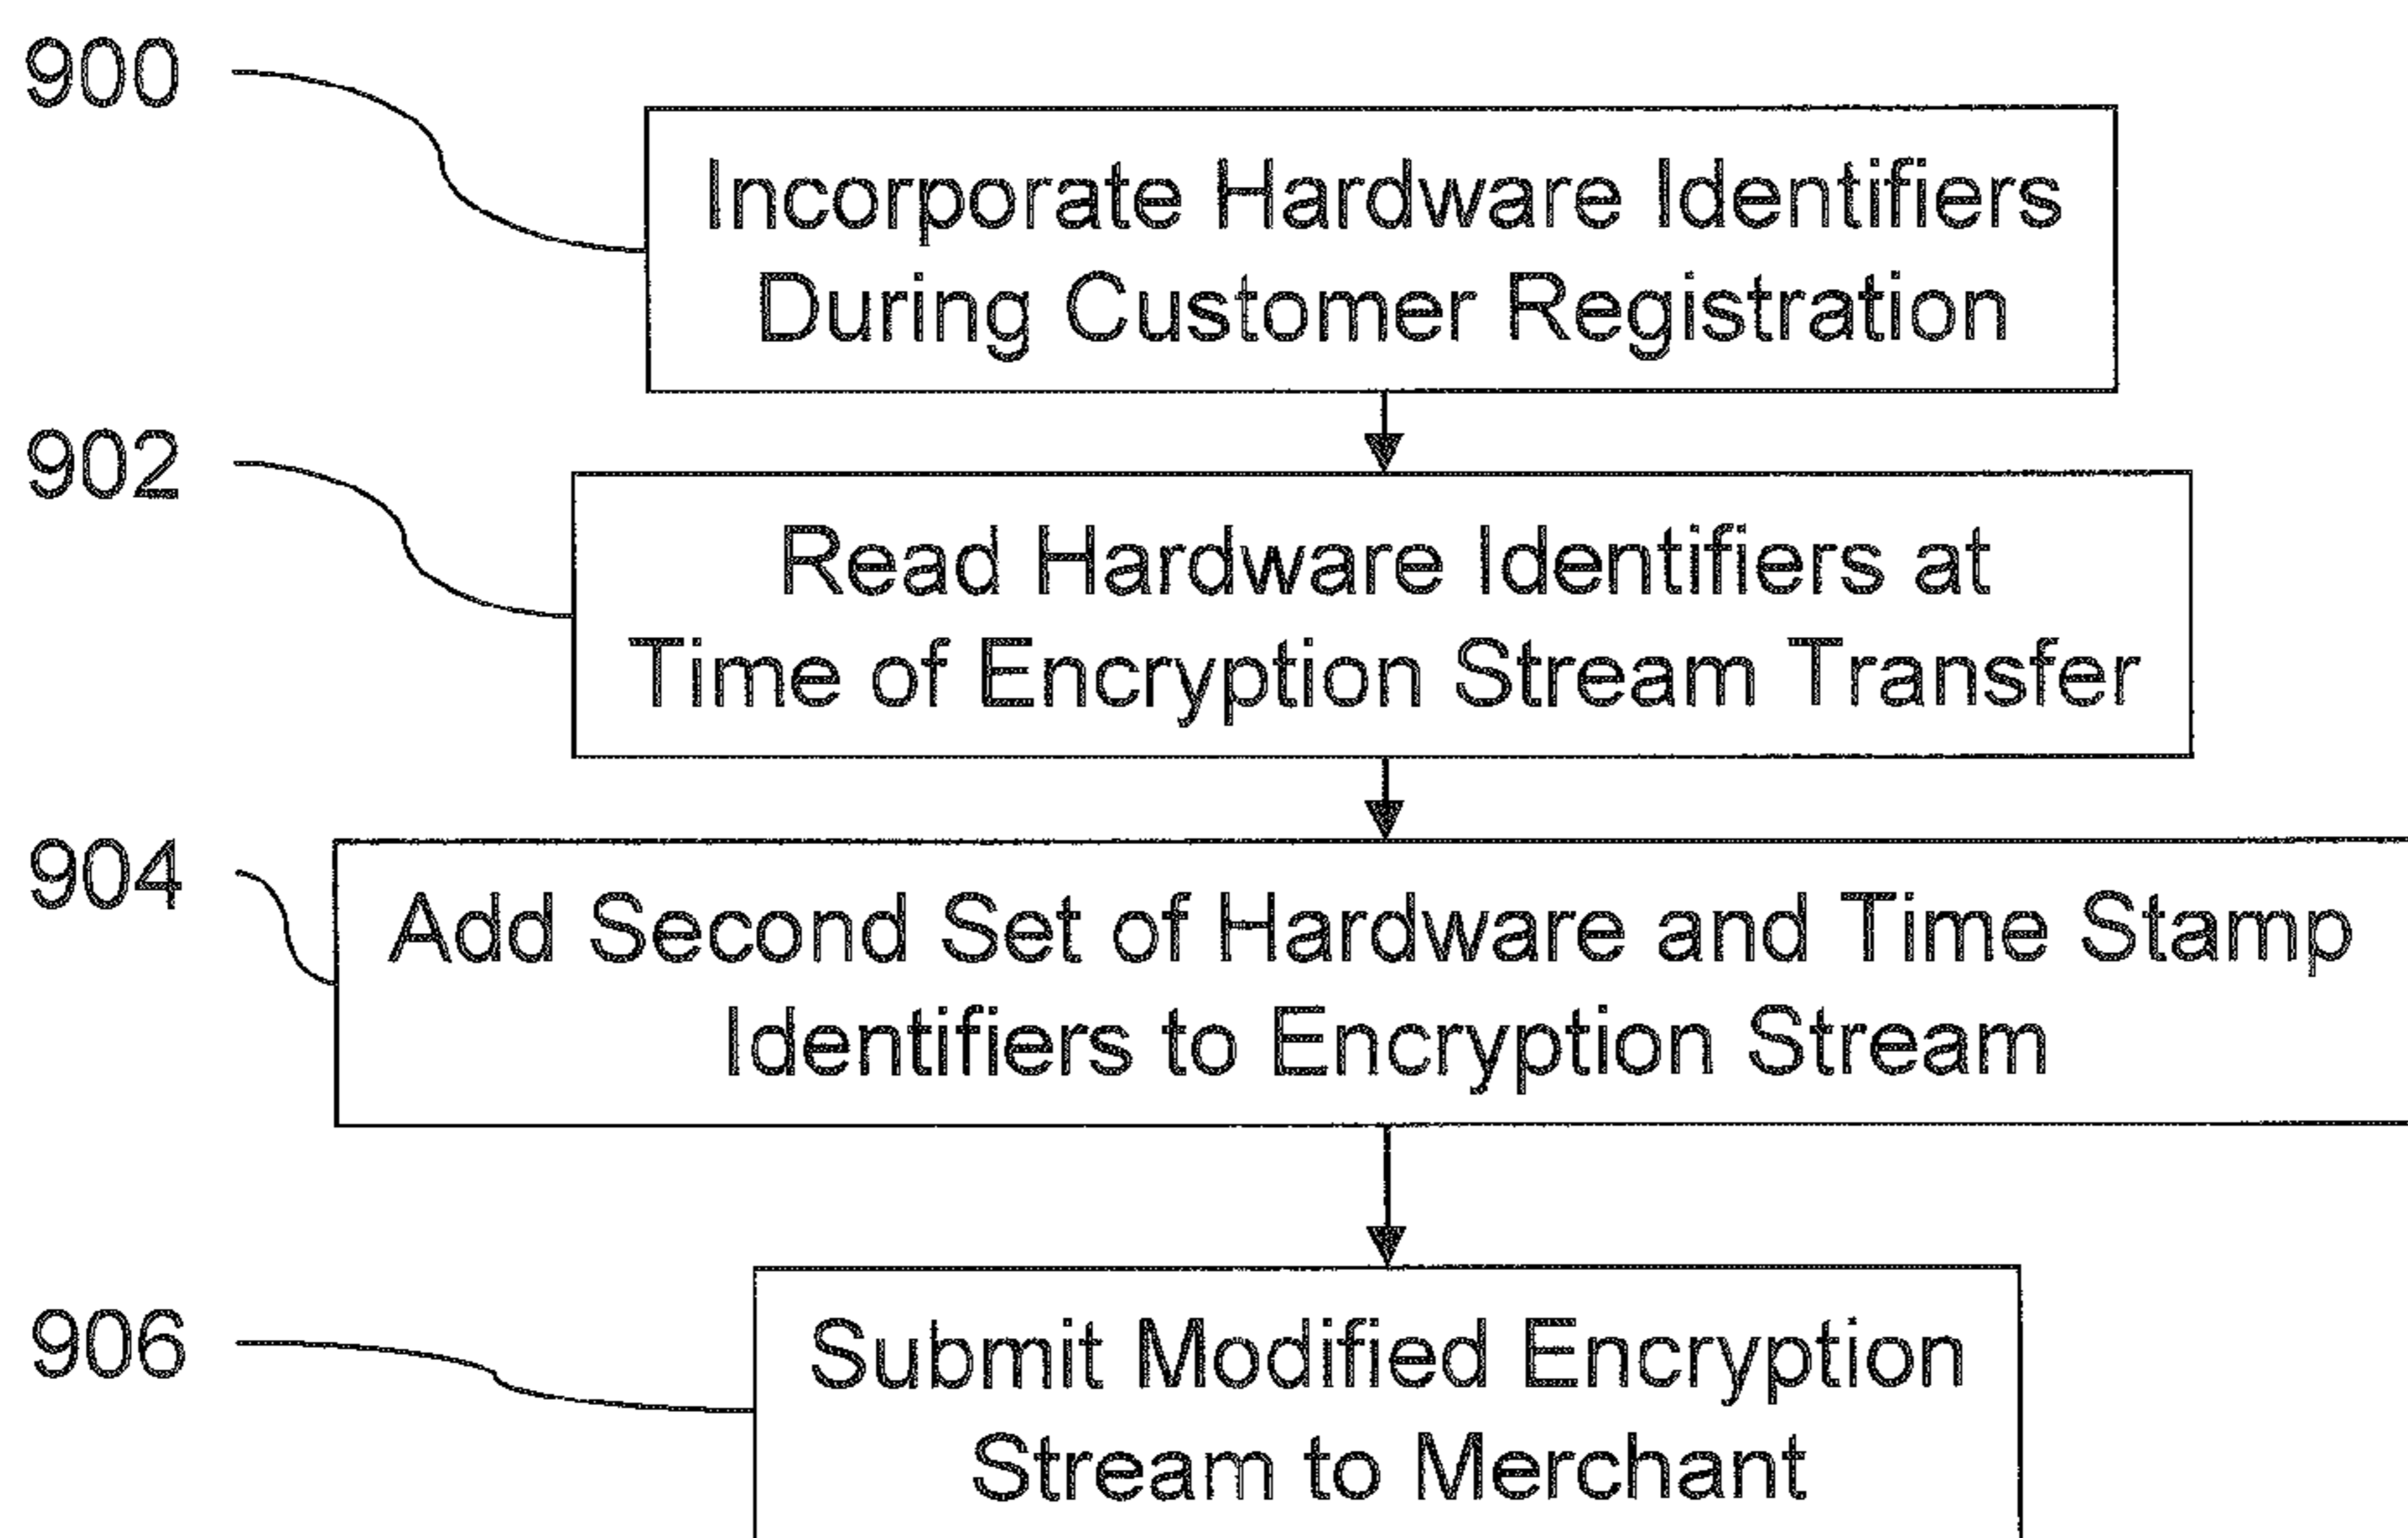 900
Incorporate Hardware Identifiers
During Customer Registration
902
Read Hardware Identifiers at
Time of Encryption Stream Transfer
904
Add Second Set of Hardware and Time Stamp
Identifiers to Encryption Stream
906
Submit Modified Encryption
Stream to Merchant